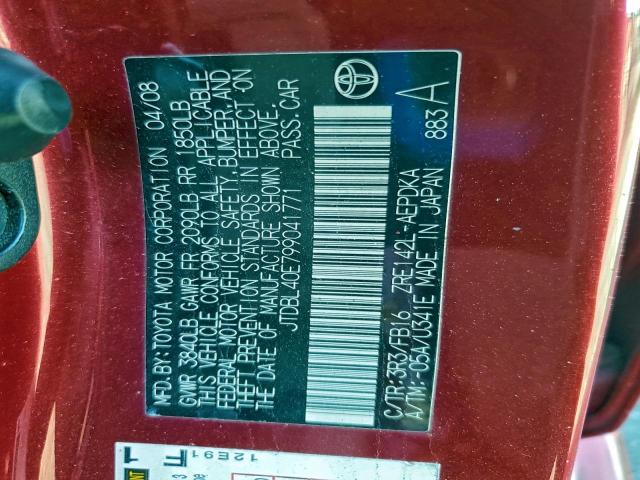 MFD.BY:TOYOTA MOTOR CORPORATION 04/08
GVWR 3840LB GAWR FR 2090LB RR 1850LB
THIS VEHICLE CONFORMS TO ALL APPLICABLE
FEDERAL MOTOR VEHICLE SAFETY, BUMPER, AND
THEFT PREVENTION STANDARDS IN EFFECT ON
THE DATE OF MANUFACTURE SHOWN ABOVE.
JTDBL40E799041771 PASS.CAR
C/TR:3R3/FB16 ZRE142L-AEPDKA
A/TM:-05A/U341E MADE IN JAPAN
883 A
12E91